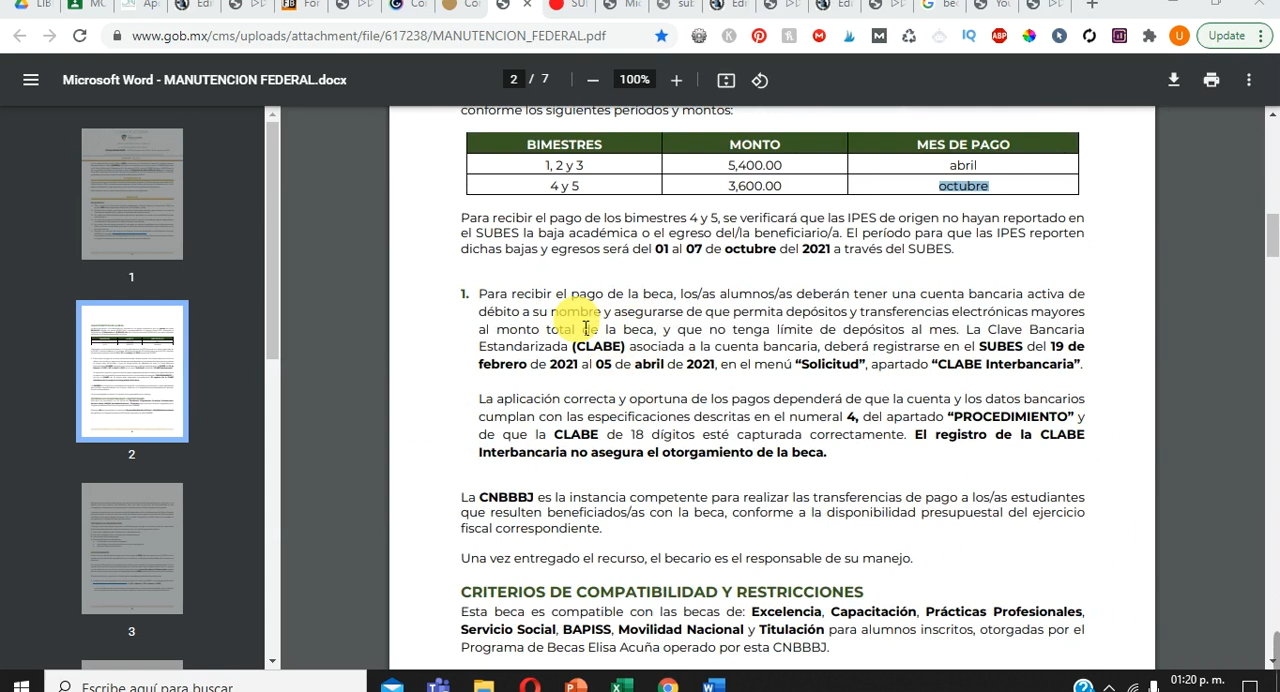 LIB
MC
Ap
Edr
D.D
For
D.D
Col
Cor
SUI
Mic
sub
Edr
Edi
bec
You
www.gob.mx/cms/uploads/attachment/file/617238/MANUTENCION_FEDERAL.pdf
ABP
U
Update
Microsoft Word - MANUTENCION FEDERAL.docx
2 / 7
100%
conforme los siguientes periodos y montos:
BIMESTRES MONTO MES DE PAGO
1, 2 y 3 5,400.00 abril
4 y 5 3,600.00 octubre
Para recibir el pago de los bimestres 4 y 5, se verificará que las IPES de origen no hayan reportado en
el SUBES la baja académica o el egreso del/la beneficiario/a. El período para que las IPES reporten
dichas bajas y egresos será del 01 al 07 de octubre del 2021 a través del SUBES.
1. Para recibir el pago de la beca, los/as alumnos/as deberán tener una cuenta bancaria activa de
débito a su nombre y asegurarse de que permita depósitos y transferencias electrónicas mayores
al monto total de la beca, y que no tenga límite de depósitos al mes. La Clave Bancaria
Estandarizada (CLABE) asociada a la cuenta bancaria, deberá registrarse en el SUBES del 19 de
febrero de 2021 al 05 de abril de 2021, en el menú “Solicitud”, apartado “CLABE Interbancaria”.
La aplicación correcta y oportuna de los pagos dependerá de que la cuenta y los datos bancarios
cumplan con las especificaciones descritas en el numeral 4, del apartado “PROCEDIMIENTO” y
de que la CLABE de 18 dígitos esté capturada correctamente. El registro de la CLABE
Interbancaria no asegura el otorgamiento de la beca.
La CNBBBJ es la instancia competente para realizar las transferencias de pago a los/as estudiantes
que resulten beneficiados/as con la beca, conforme a la disponibilidad presupuestal del ejercicio
fiscal correspondiente.
Una vez entregado el recurso, el becario es el responsable de su manejo.
CRITERIOS DE COMPATIBILIDAD Y RESTRICCIONES
Esta beca es compatible con las becas de: Excelencia, Capacitación, Prácticas Profesionales,
Servicio Social, BAPISS, Movilidad Nacional y Titulación para alumnos inscritos, otorgadas por el
Programa de Becas Elisa Acuña operado por esta CNBBBJ.
1
2
3
Escribe aquí para buscar
01:20 p. m.